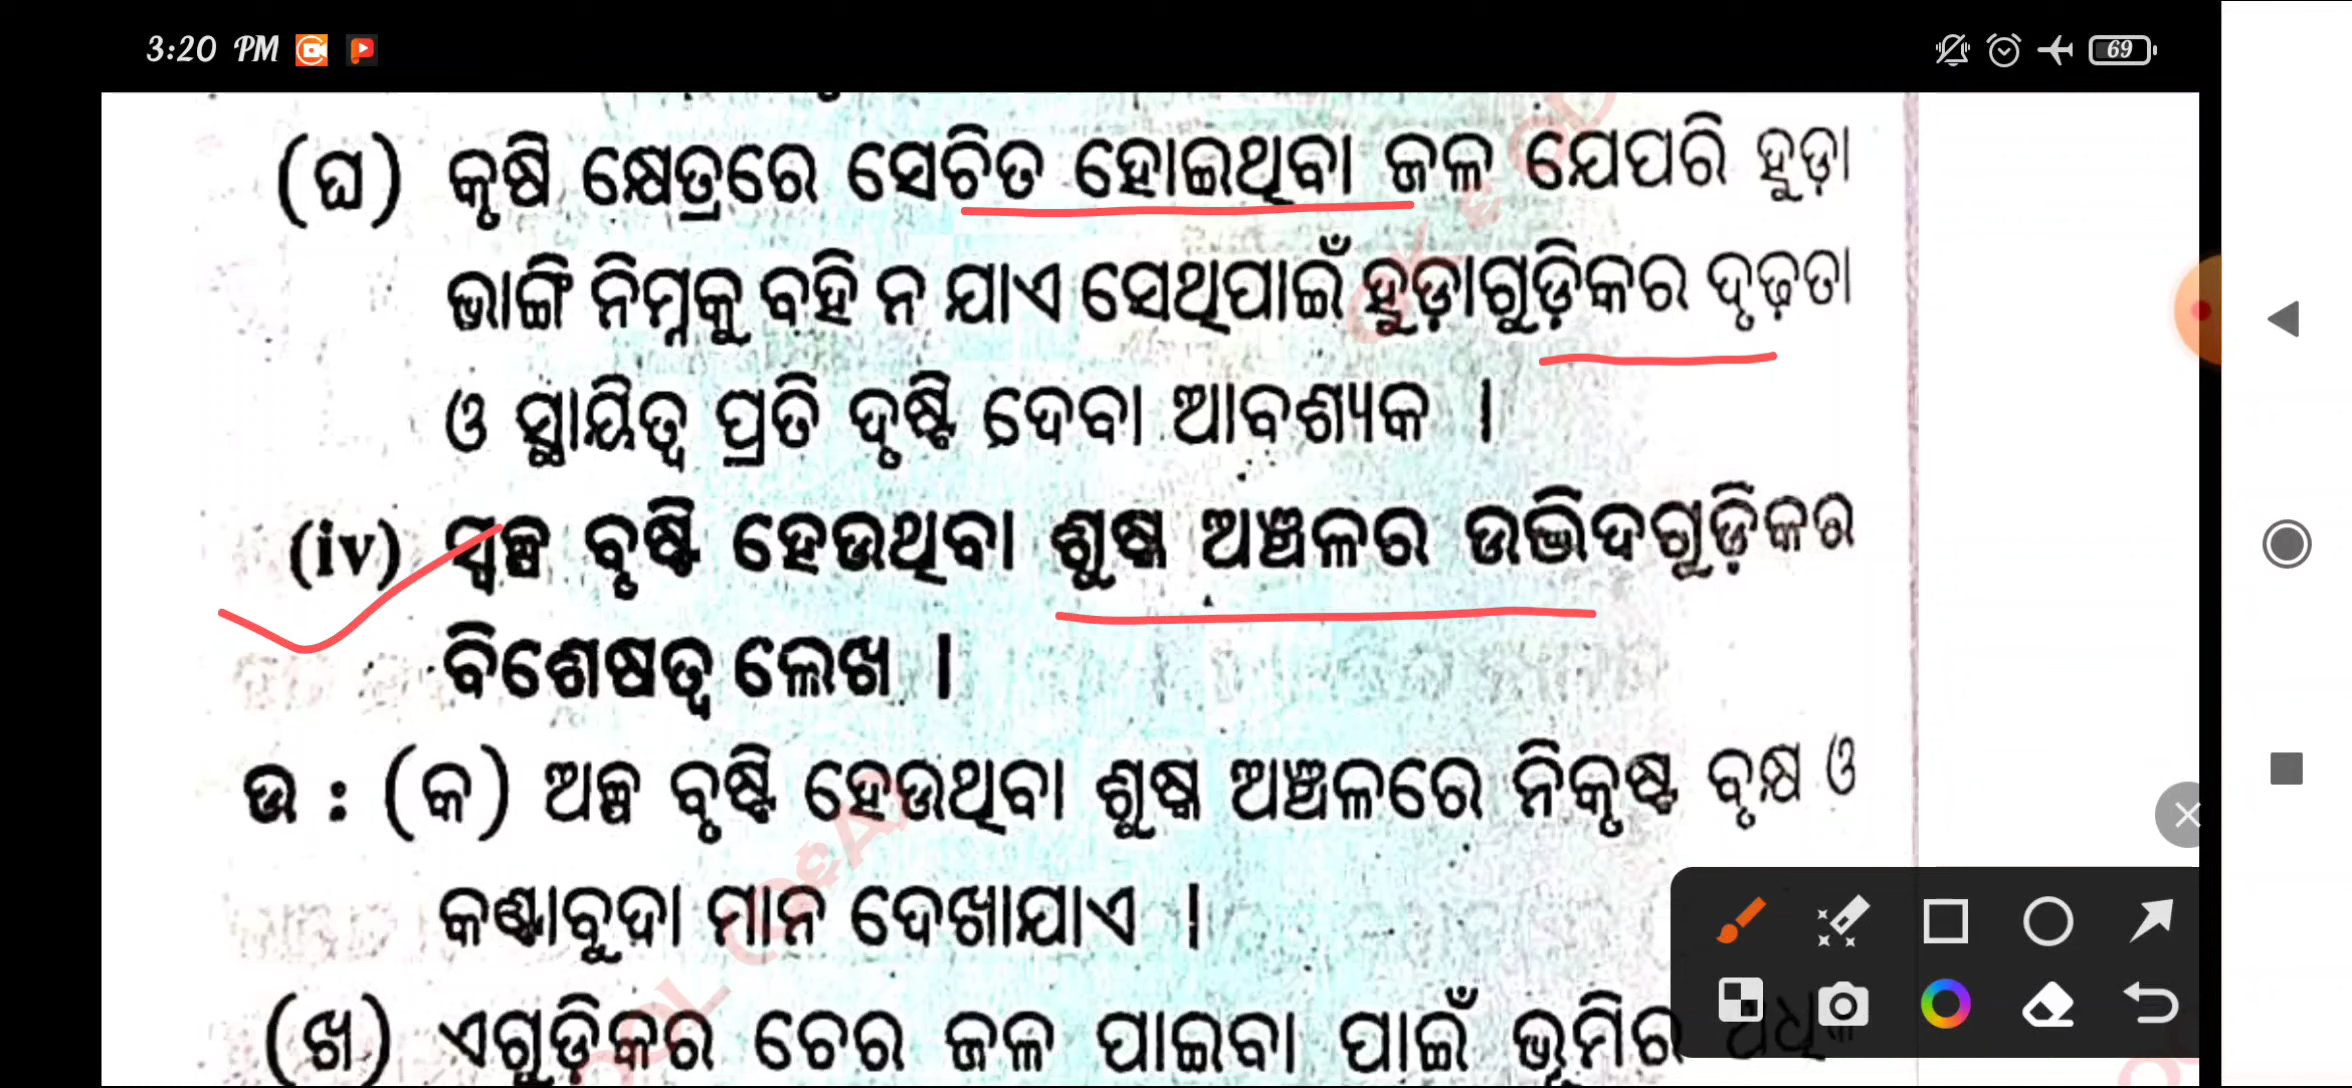 3:20 PM
69
(ଘ) କୃଷି କ୍ଷେତ୍ରରେ ସେଚିତ ହୋଇଥିବା ଜଳ ଯେପରି ହୁଡ଼ା
ଭାଙ୍ଗି ନିମ୍ନକୁ ବହି ନ ଯାଏ ସେଥିପାଇଁ ହୁଡ଼ାଗୁଡ଼ିକର ଦୃଢ଼ତା
ଓ ସ୍ଥାୟିତ୍ୱ ପ୍ରତି ଦୃଷ୍ଟି ଦେବା ଆବଶ୍ୟକ ।
(iv) ସ୍ୱଳ୍ପ ବୃଷ୍ଟି ହେଉଥିବା ଶୁଷ୍କ ଅଞ୍ଚଳର ଉଦ୍ଭିଦଗୁଡ଼ିକର
ବିଶେଷତ୍ୱ ଲେଖ ।
ଉ : (କ) ଅଳ୍ପ ବୃଷ୍ଟି ହେଉଥିବା ଶୁଷ୍କ ଅଞ୍ଚଳରେ ନିକୃଷ୍ଟ ବୃକ୍ଷ ଓ
କଣ୍ଟାବୁଦା ମାନ ଦେଖାଯାଏ ।
(ଖ) ଏଗୁଡ଼ିକର ଚେର ଜଳ ପାଇବା ପାଇଁ ଭୂମିର